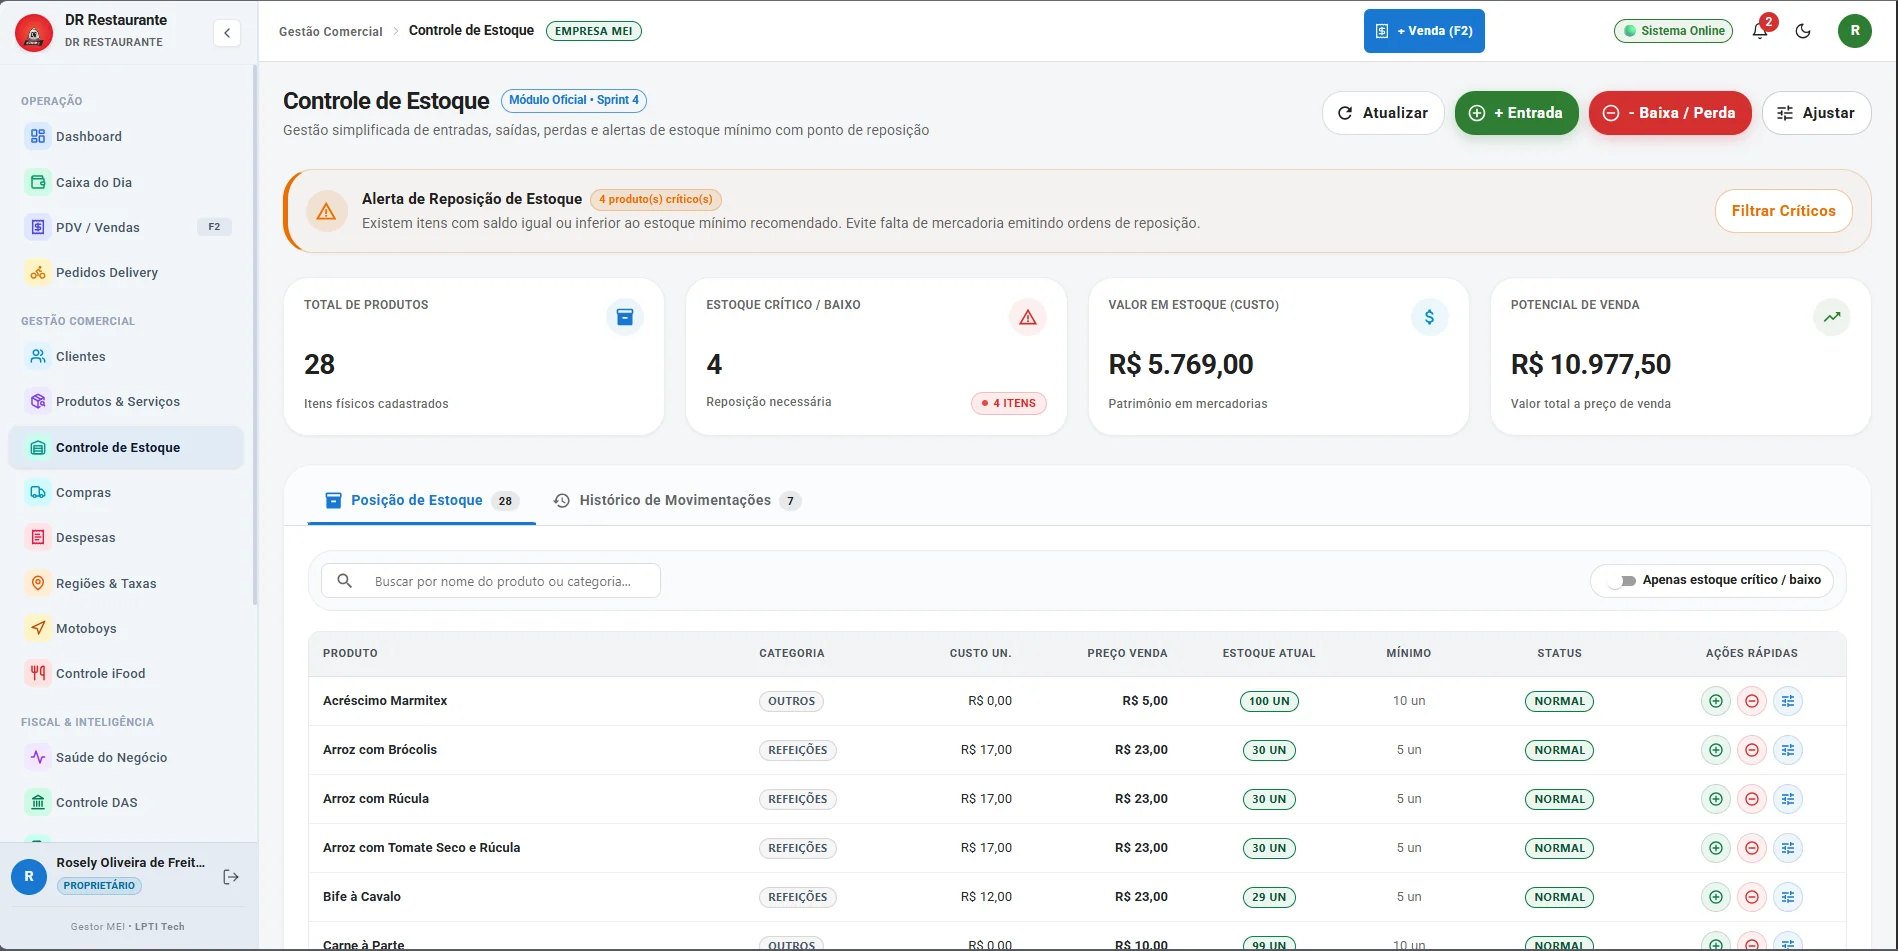 DR Restaurante
DR RESTAURANTE
Gestão Comercial
Controle de Estoque
EMPRESA MEI
+ Venda (F2)
Sistema Online
2
R
OPERAÇÃO
Dashboard
Caixa do Dia
PDV / Vendas
F2
Pedidos Delivery
GESTÃO COMERCIAL
Clientes
Produtos & Serviços
Controle de Estoque
Compras
Despesas
Regiões & Taxas
Motoboys
Controle iFood
FISCAL & INTELIGÊNCIA
Saúde do Negócio
Controle DAS
R
Rosely Oliveira de Freit...
PROPRIETÁRIO
Gestor MEI • LPTI Tech
Controle de Estoque
Módulo Oficial • Sprint 4
Gestão simplificada de entradas, saídas, perdas e alertas de estoque mínimo com ponto de reposição
Atualizar
+ Entrada
- Baixa / Perda
Ajustar
Alerta de Reposição de Estoque
4 produto(s) crítico(s)
Existem itens com saldo igual ou inferior ao estoque mínimo recomendado. Evite falta de mercadoria emitindo ordens de reposição.
Filtrar Críticos
TOTAL DE PRODUTOS
28
Itens físicos cadastrados
ESTOQUE CRÍTICO / BAIXO
4
Reposição necessária
4 ITENS
VALOR EM ESTOQUE (CUSTO)
R$ 5.769,00
Patrimônio em mercadorias
POTENCIAL DE VENDA
R$ 10.977,50
Valor total a preço de venda
Posição de Estoque 28
Histórico de Movimentações 7
Buscar por nome do produto ou categoria...
Apenas estoque crítico / baixo
PRODUTO CATEGORIA CUSTO UN. PREÇO VENDA ESTOQUE ATUAL MÍNIMO STATUS AÇÕES RÁPIDAS
Acréscimo Marmitex OUTROS R$ 0,00 R$ 5,00 100 UN 10 un NORMAL
Arroz com Brócolis REFEIÇÕES R$ 17,00 R$ 23,00 30 UN 5 un NORMAL
Arroz com Rúcula REFEIÇÕES R$ 17,00 R$ 23,00 30 UN 5 un NORMAL
Arroz com Tomate Seco e Rúcula REFEIÇÕES R$ 17,00 R$ 23,00 30 UN 5 un NORMAL
Bife à Cavalo REFEIÇÕES R$ 12,00 R$ 23,00 29 UN 5 un NORMAL
Carne à Parte OUTROS R$ 0,00 R$ 10,00 99 UN 10 un NORMAL